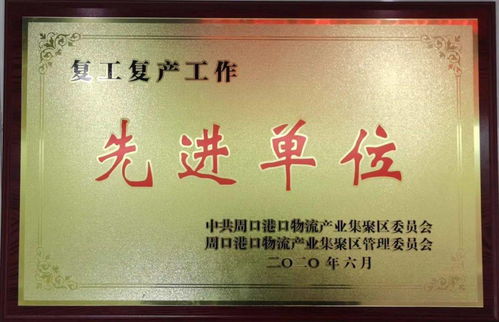 复工复产工作
先进单位
中共周口港口物流产业集聚区委员会
周口港口物流产业集聚区管理委员会
二〇二〇年六月